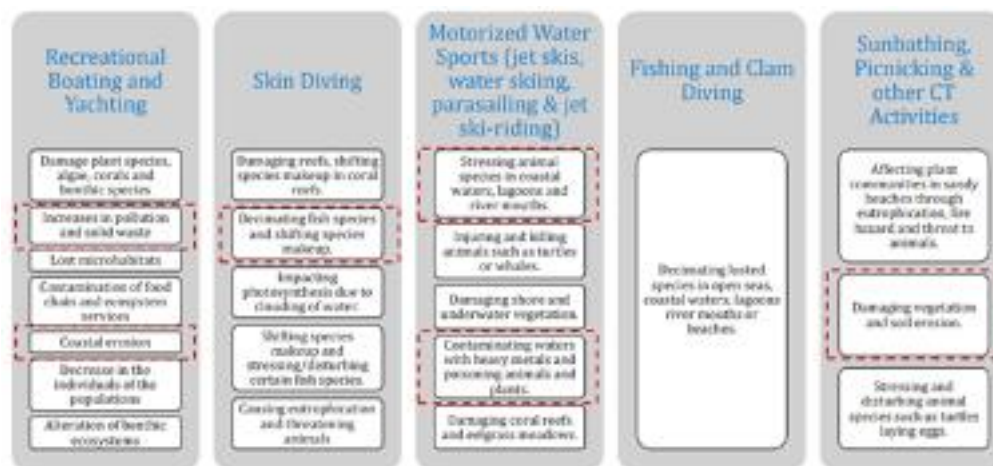 Recreational
Boating and
Yachting
Damage plant species,
algae, corals and
benthic species
Increases in pollution
and solid waste
Lost microhabitats
Contamination of food
chains and ecosystem
services
Coastal erosion
Decrease in the
individuals of the
populations
Alteration of benthic
ecosystems
Skin Diving
Damaging reefs, shifting
species makeup in coral
reefs.
Decimating fish species
and shifting species
makeup.
Impacting
photosynthesis due to
clouding of water.
Shifting species
makeup and
stressing/disturbing
certain fish species.
Causing eutrophication
and threatening
animals
Motorized Water
Sports (jet skis,
water skiing,
parasailing & jet
ski-riding)
Stressing animal
species in coastal
waters, lagoons and
river mouths.
Injuring and killing
animals such as turtles
or whales.
Damaging shore and
underwater vegetation.
Contaminating waters
with heavy metals and
poisoning animals and
plants.
Damaging coral reefs
and eelgrass meadows.
Fishing and Clam
Diving
Decimating
species in open seas,
coastal waters, lagoons
river mouths or
beaches.
Sunbathing,
Picnicking &
other CT
Activities
Affecting plant
communities in sandy
beaches through
eutrophication, fire
hazard and threat to
animals.
Damaging vegetation
and soil erosion.
Stressing and
disturbing animal
species such as turtles
laying eggs.